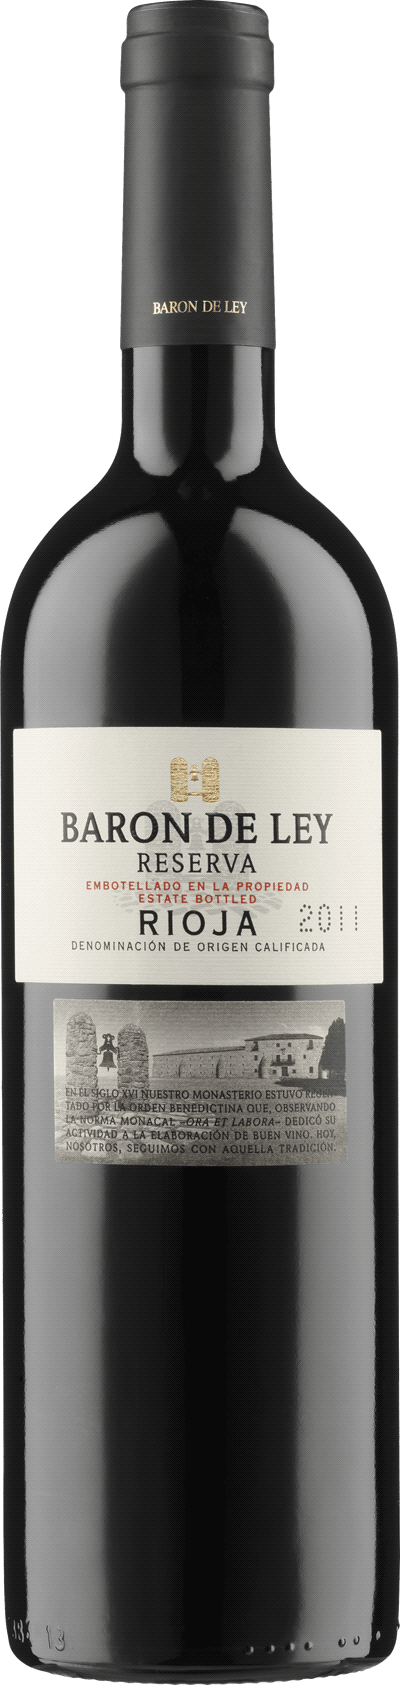 BARON DE LEY
BARON DE LEY
RESERVA
EMBOTELLADO EN LA PROPIEDAD
ESTATE BOTTLED
RIOJA 2011
DENOMINACIÓN DE ORIGEN CALIFICADA
EN EL SIGLO XVI NUESTRO MONASTERIO ESTUVO REGEN-
TADO POR LA ORDEN BENEDICTINA QUE, OBSERVANDO
LA NORMA MONACAL «ORA ET LABORA» DEDICÓ SU
ACTIVIDAD A LA ELABORACIÓN DE BUEN VINO. HOY,
NOSOTROS, SEGUIMOS CON AQUELLA TRADICIÓN.
13